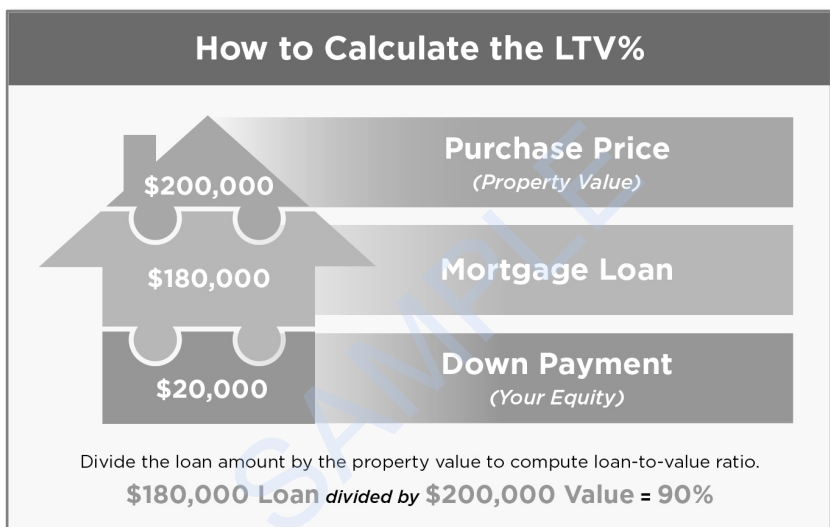 How to Calculate the LTV%
$200,000
Purchase Price
(Property Value)
$180,000
Mortgage Loan
$20,000
Down Payment
(Your Equity)
Divide the loan amount by the property value to compute loan-to-value ratio.
$180,000 Loan divided by $200,000 Value = 90%
SAMPLE